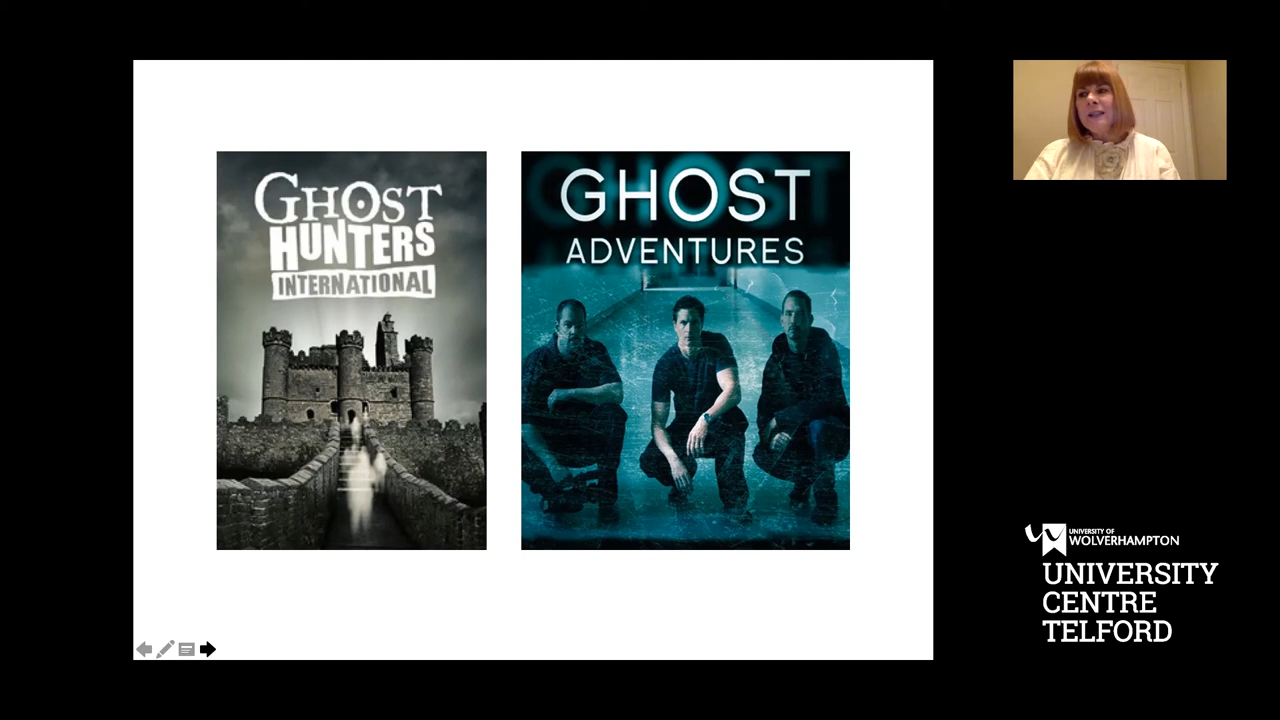 GHOST
HUNTERS
INTERNATIONAL
GHOST
ADVENTURES
UNIVERSITY OF
WOLVERHAMPTON
UNIVERSITY
CENTRE
TELFORD